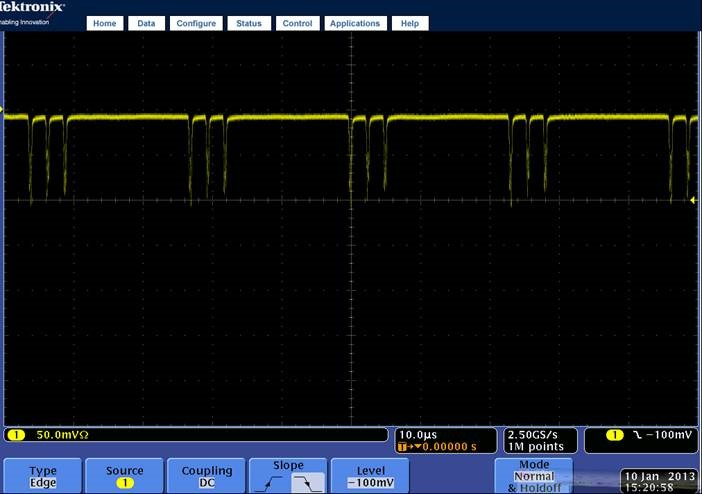 Tektronix
Enabling Innovation
Home Data Configure Status Control Applications Help
1 50.0mVΩ
10.0µs
T→▼0.00000 s
2.50GS/s
1M points
1 −100mV
Type
Edge
Source
1
Coupling
DC
Slope
Level
−100mV
Mode
Normal
& Holdoff
10 Jan 2013
15:20:58